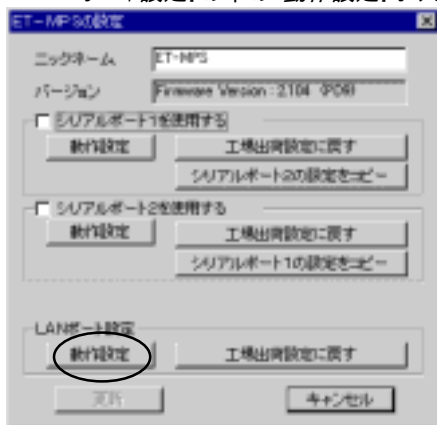 ET-MPSの設定
ニックネーム ET-MPS
バージョン Firmware Version : 2.104 (PDR)
シリアルポート1を使用する
動作設定 工場出荷設定に戻す
シリアルポート2の設定をコピー
シリアルポート2を使用する
動作設定 工場出荷設定に戻す
シリアルポート1の設定をコピー
LANポート設定
動作設定 工場出荷設定に戻す
更新 キャンセル